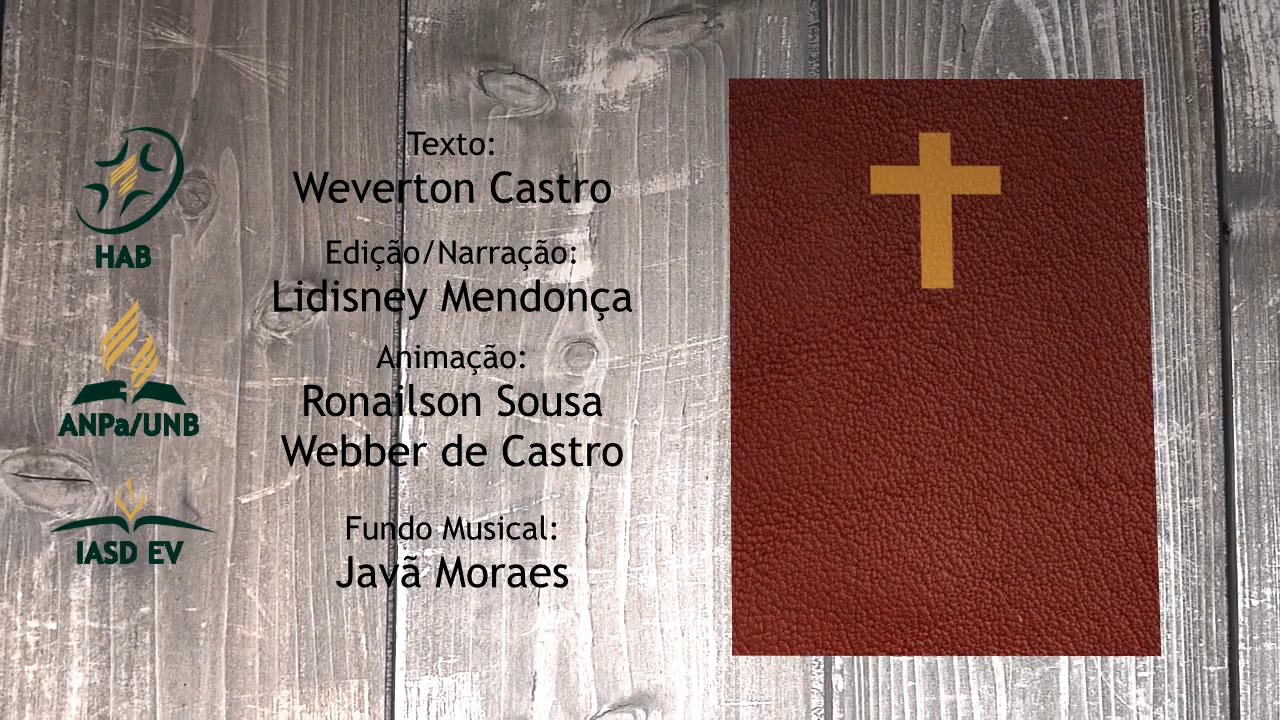 HAB
ANPa/UNB
IASD EV
Texto:
Weverton Castro
Edição/Narração:
Lidisney Mendonça
Animação:
Ronailson Sousa
Webber de Castro
Fundo Musical:
Javã Moraes